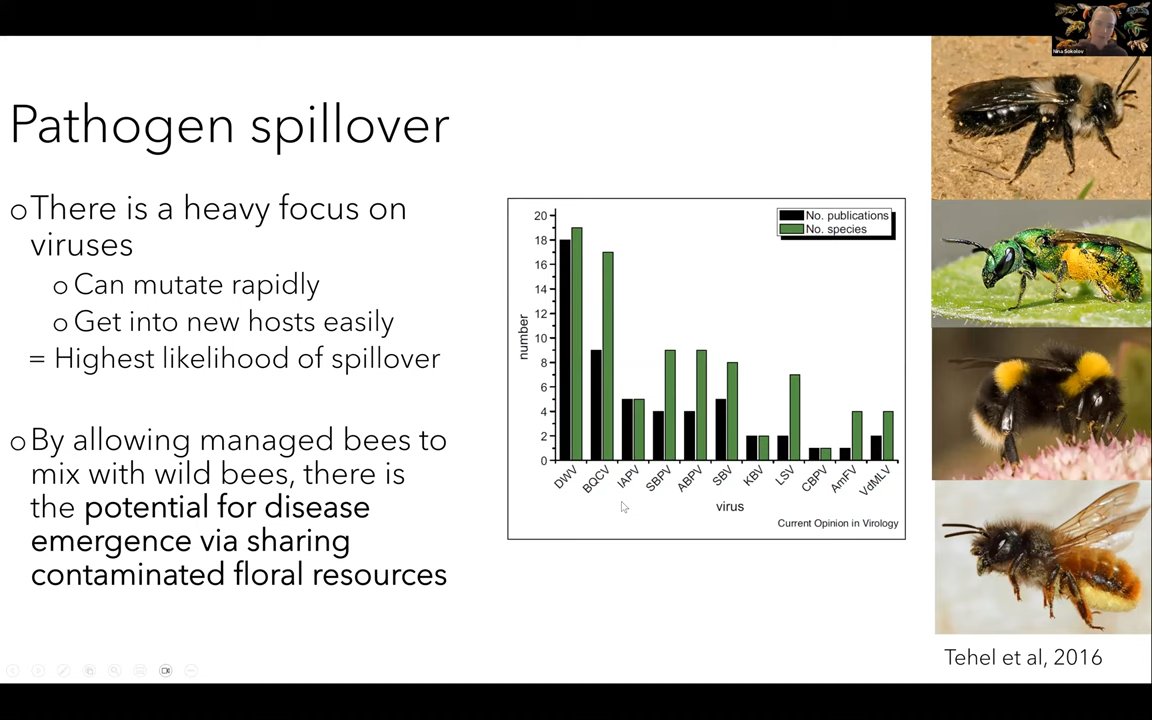 Nina Sokolov
Pathogen spillover
There is a heavy focus on
viruses
Can mutate rapidly
Get into new hosts easily
= Highest likelihood of spillover
By allowing managed bees to
mix with wild bees, there is
the potential for disease
emergence via sharing
contaminated floral resources
No. publications
No. species
number
20
18
16
14
12
10
8
6
4
2
0
DWV
BQCV
IAPV
SBPV
ABPV
SBV
KBV
LSV
CBPV
AmFV
VdMLV
virus
Current Opinion in Virology
Tehel et al, 2016